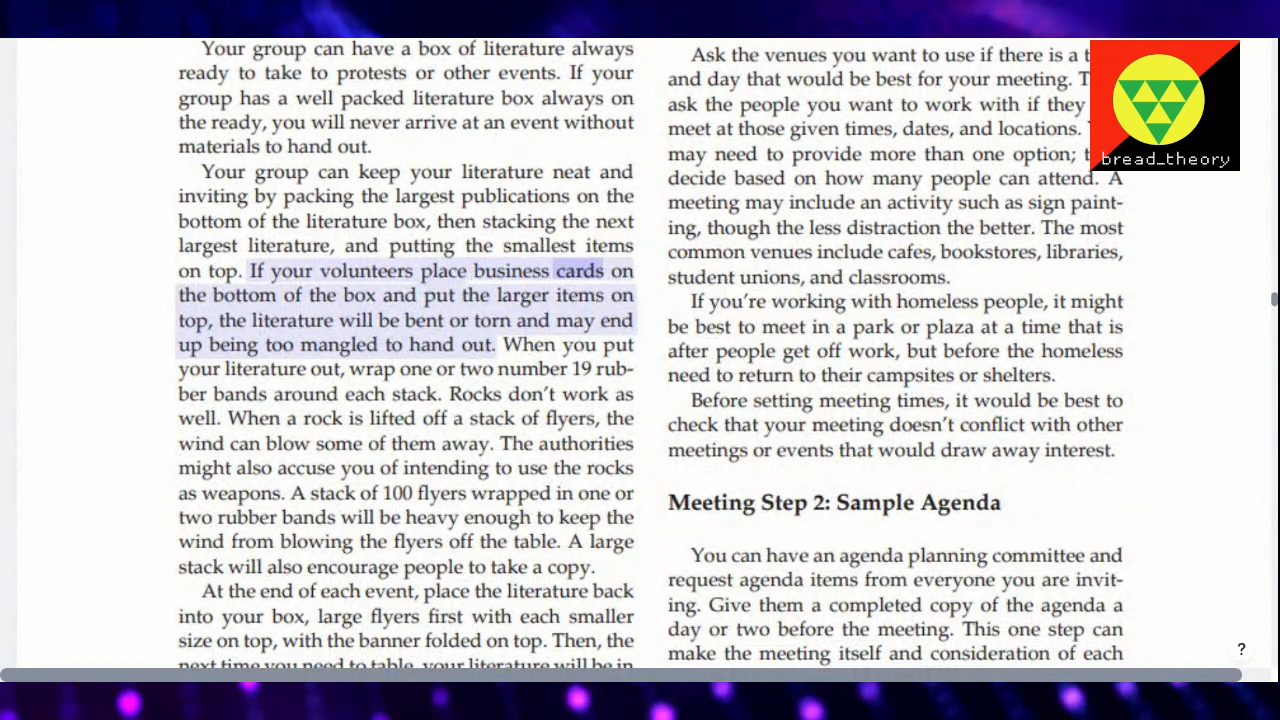 Your group can have a box of literature always
ready to take to protests or other events. If your
group has a well packed literature box always on
the ready, you will never arrive at an event without
materials to hand out.
Your group can keep your literature neat and
inviting by packing the largest publications on the
bottom of the literature box, then stacking the next
largest literature, and putting the smallest items
on top. If your volunteers place business cards on
the bottom of the box and put the larger items on
top, the literature will be bent or torn and may end
up being too mangled to hand out. When you put
your literature out, wrap one or two number 19 rub-
ber bands around each stack. Rocks don't work as
well. When a rock is lifted off a stack of flyers, the
wind can blow some of them away. The authorities
might also accuse you of intending to use the rocks
as weapons. A stack of 100 flyers wrapped in one or
two rubber bands will be heavy enough to keep the
wind from blowing the flyers off the table. A large
stack will also encourage people to take a copy.
At the end of each event, place the literature back
into your box, large flyers first with each smaller
size on top, with the banner folded on top. Then, the
next time you need to table, your literature will be in
Ask the venues you want to use if there is a
and day that would be best for your meeting.
ask the people you want to work with if they
meet at those given times, dates, and locations.
may need to provide more than one option;
decide based on how many people can attend. A
meeting may include an activity such as sign paint-
ing, though the less distraction the better. The most
common venues include cafes, bookstores, libraries,
student unions, and classrooms.
If you're working with homeless people, it might
be best to meet in a park or plaza at a time that is
after people get off work, but before the homeless
need to return to their campsites or shelters.
Before setting meeting times, it would be best to
check that your meeting doesn't conflict with other
meetings or events that would draw away interest.
Meeting Step 2: Sample Agenda
You can have an agenda planning committee and
request agenda items from everyone you are invit-
ing. Give them a completed copy of the agenda a
day or two before the meeting. This one step can
make the meeting itself and consideration of each
bread_theory
?